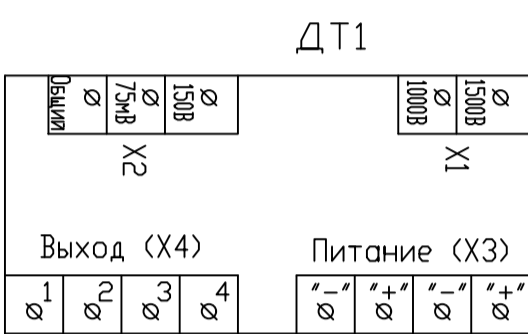 ДТ1
Общий 75мВ 150В 1000В 1500В
X2 X1
Выход (X4) Питание (X3)
1 2 3 4 "-" "+" "-" "+"